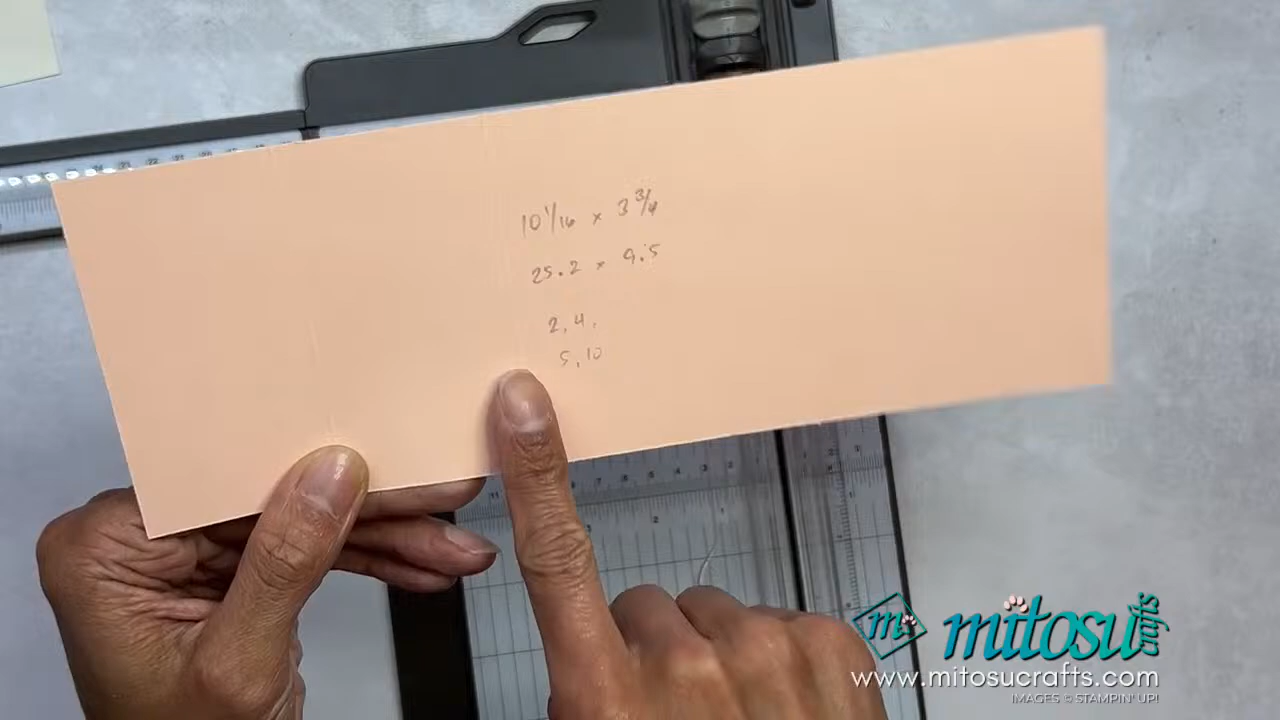 10 1/16 x 3 3/4
25.2 x 9.5
2, 4,
5, 10
m.
mitosu crafts
www.mitosucrafts.com
IMAGES © STAMPIN' UP!